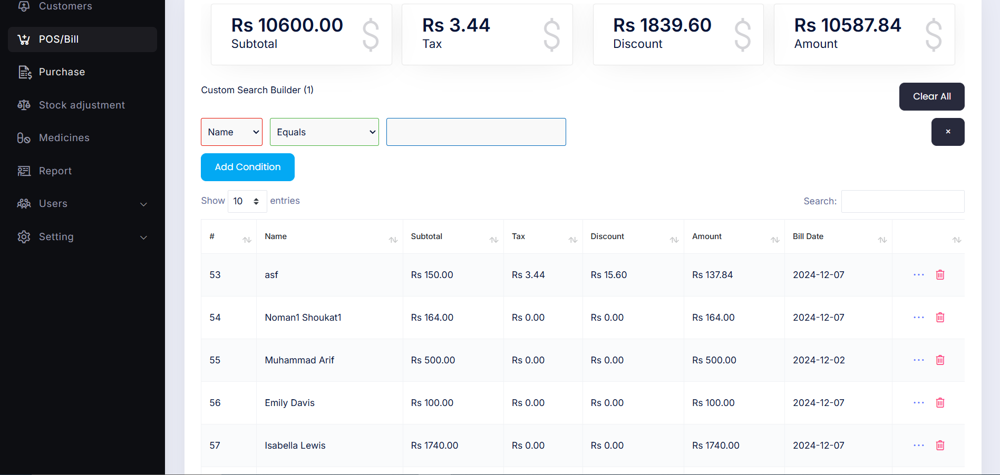 Customers
POS/Bill
Purchase
Stock adjustment
Medicines
Report
Users
Setting
Rs 10600.00
Subtotal
Rs 3.44
Tax
Rs 1839.60
Discount
Rs 10587.84
Amount
Custom Search Builder (1)
Clear All
Name Equals ×
Add Condition
Show 10 entries Search:
# Name Subtotal Tax Discount Amount Bill Date
53 asf Rs 150.00 Rs 3.44 Rs 15.60 Rs 137.84 2024-12-07 ...
54 Noman1 Shoukat1 Rs 164.00 Rs 0.00 Rs 0.00 Rs 164.00 2024-12-07 ...
55 Muhammad Arif Rs 500.00 Rs 0.00 Rs 0.00 Rs 500.00 2024-12-02 ...
56 Emily Davis Rs 100.00 Rs 0.00 Rs 0.00 Rs 100.00 2024-12-07 ...
57 Isabella Lewis Rs 1740.00 Rs 0.00 Rs 0.00 Rs 1740.00 2024-12-07 ...